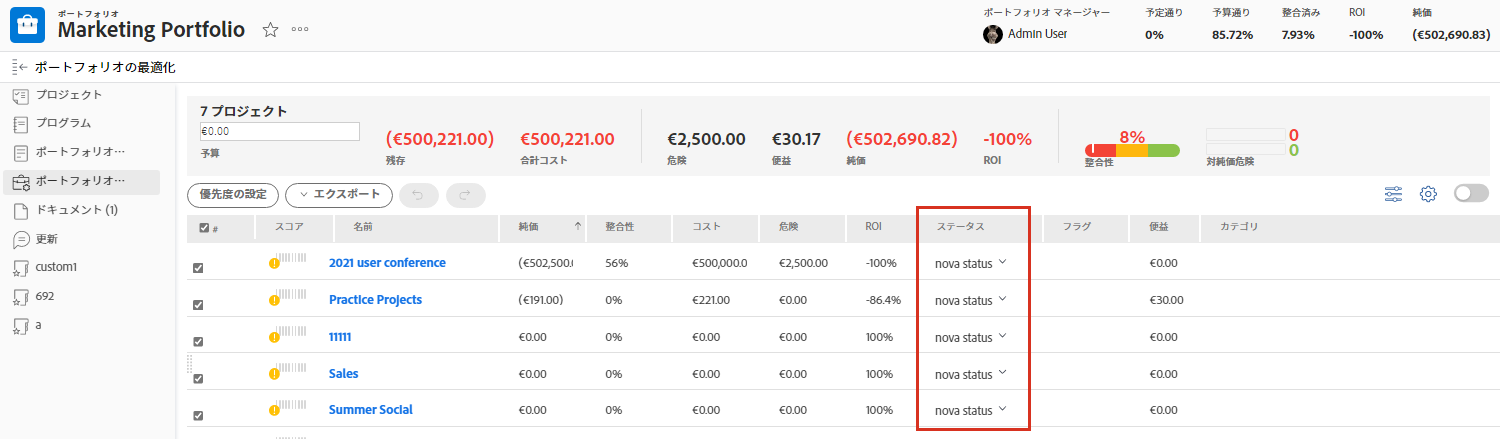 ポートフォリオ
Marketing Portfolio
ポートフォリオ マネージャー 予定通り 予算通り 整合済み ROI 純価
Admin User 0% 85.72% 7.93% -100% (€502,690.83)
ポートフォリオの最適化
プロジェクト
プログラム
ポートフォリオ…
ポートフォリオ…
ドキュメント (1)
更新
custom1
692
a
7 プロジェクト
€0.00
予算
(€500,221.00) €500,221.00 €2,500.00 €30.17 (€502,690.82) -100% 8% 0
0
残存 合計コスト 危険 便益 純価 ROI 整合性 対純価危険
優先度の設定 エクスポート
# スコア 名前 純価 整合性 コスト 危険 ROI ステータス フラグ 便益 カテゴリ
2021 user conference (€502,500.( 56% €500,000.0 €2,500.00 -100% nova status €0.00
Practice Projects (€191.00) 0% €221.00 €0.00 -86.4% nova status €30.00
11111 €0.00 0% €0.00 €0.00 100% nova status €0.00
Sales €0.00 0% €0.00 €0.00 100% nova status €0.00
Summer Social €0.00 0% €0.00 €0.00 100% nova status €0.00